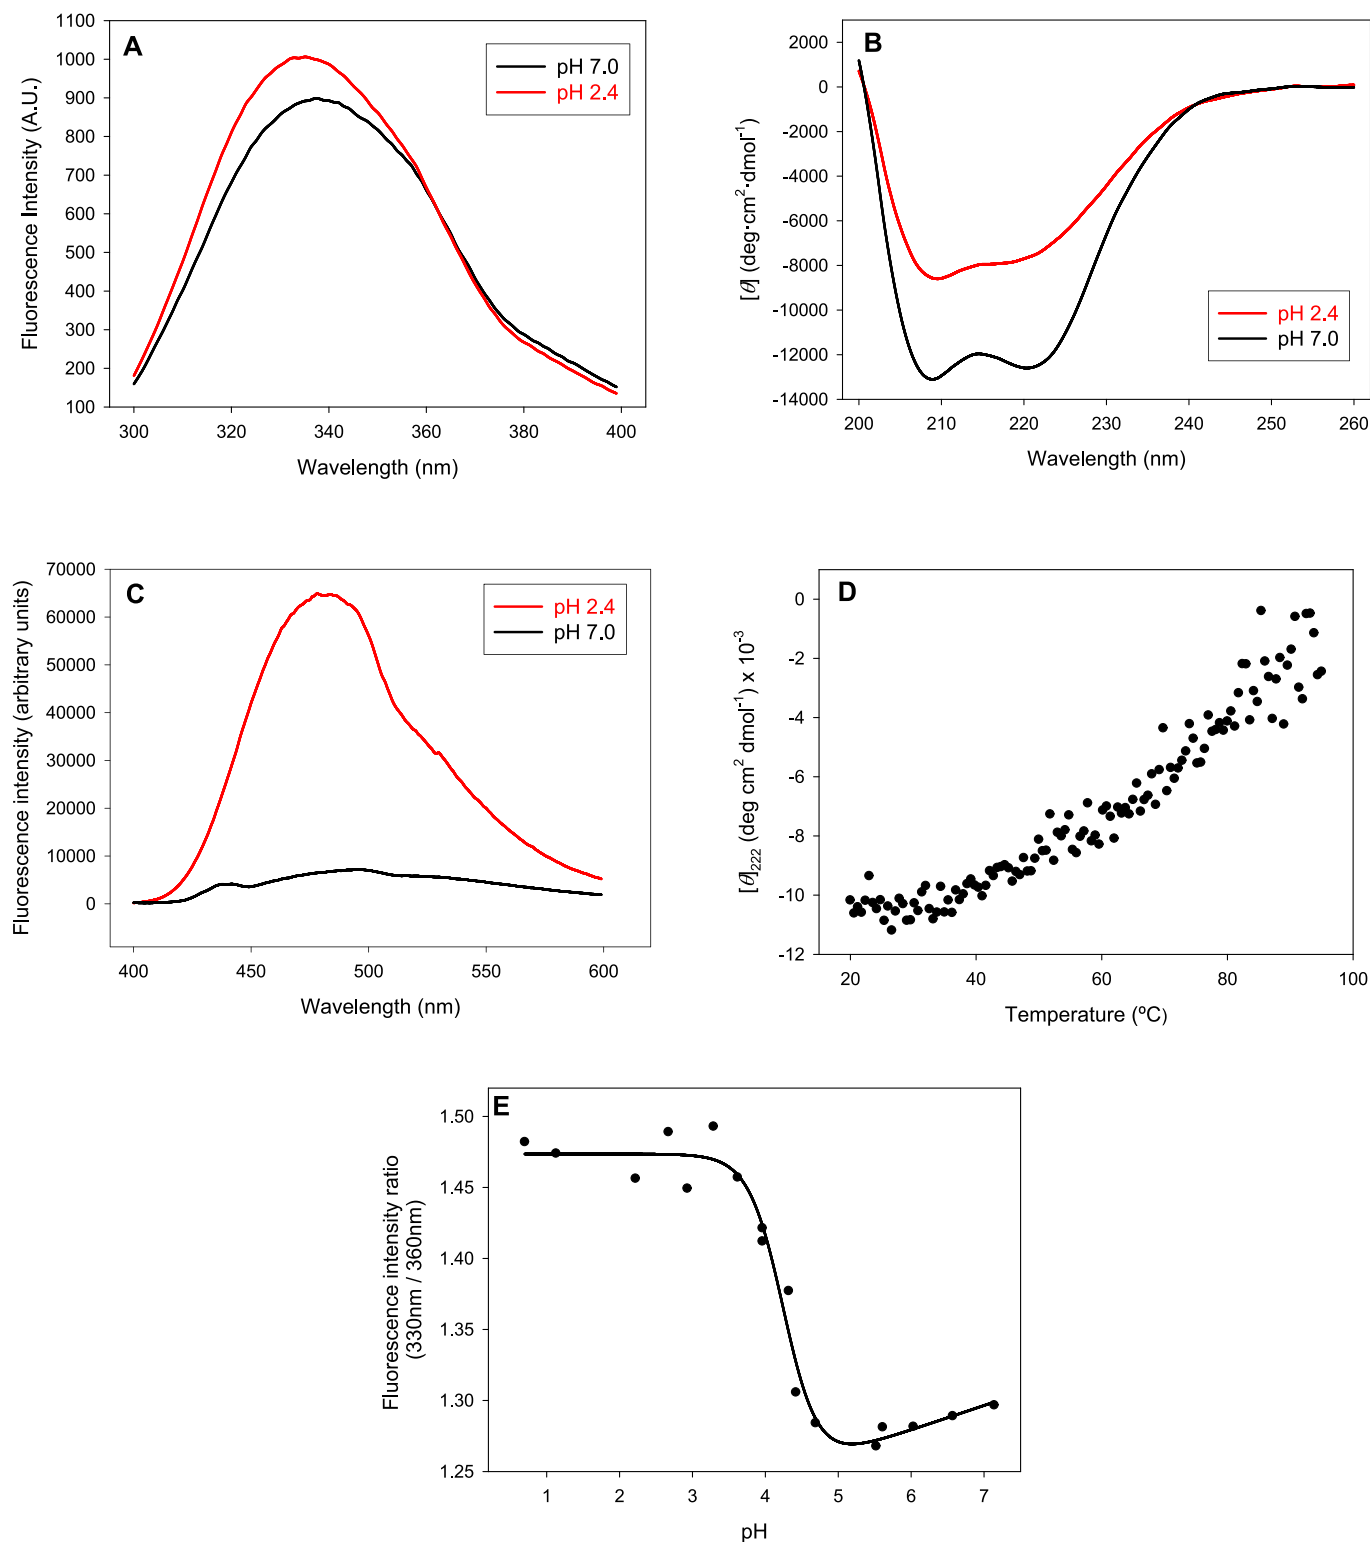 A
Fluorescence Intensity (A.U.)
1100
1000
900
800
700
600
500
400
300
200
100
pH 7.0
pH 2.4
300 320 340 360 380 400
Wavelength (nm)
B
[θ] (deg·cm²·dmol⁻¹)
2000
0
-2000
-4000
-6000
-8000
-10000
-12000
-14000
pH 2.4
pH 7.0
200 210 220 230 240 250 260
Wavelength (nm)
C
Fluorescence intensity (arbitrary units)
70000
60000
50000
40000
30000
20000
10000
0
pH 2.4
pH 7.0
400 450 500 550 600
Wavelength (nm)
D
[θ]₂₂₂ (deg cm² dmol⁻¹) x 10⁻³
0
-2
-4
-6
-8
-10
-12
20 40 60 80 100
Temperature (ºC)
E
Fluorescence intensity ratio
(330nm / 360nm)
1.50
1.45
1.40
1.35
1.30
1.25
1 2 3 4 5 6 7
pH